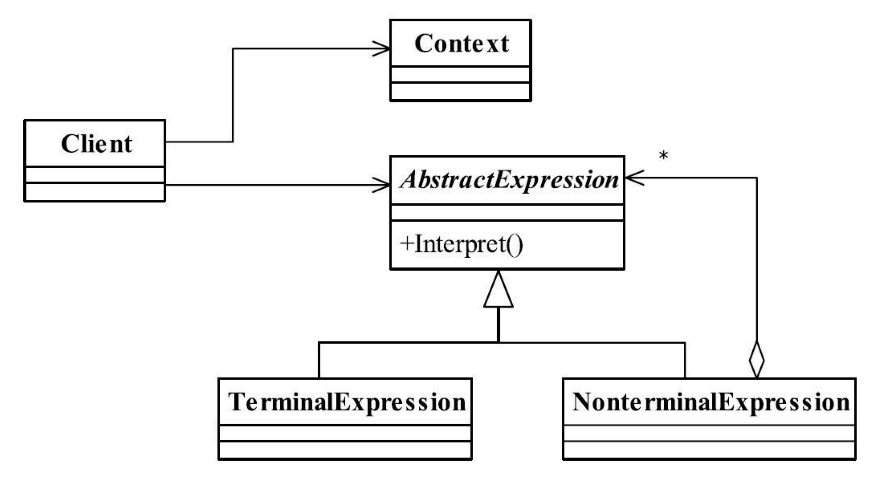 Context
Client
*
AbstractExpression
+Interpret()
TerminalExpression
NonterminalExpression